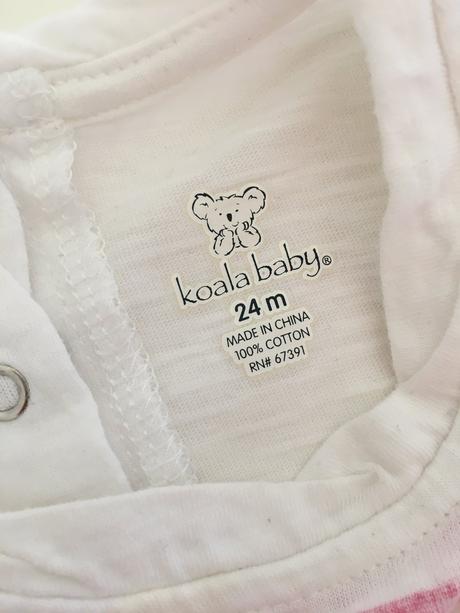 koala baby®
24 m
MADE IN CHINA
100% COTTON
RN# 67391